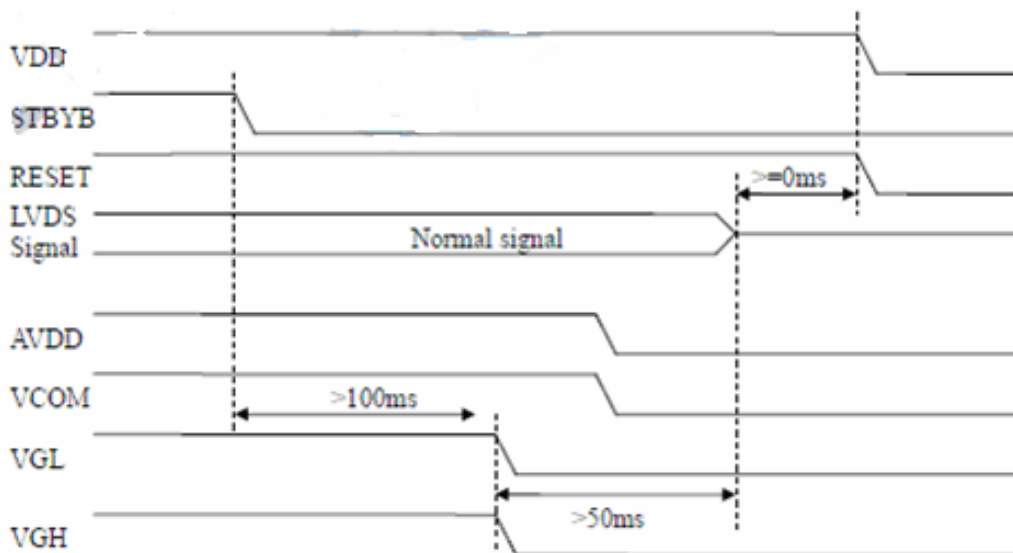 VDD
STBYB
RESET
>=0ms
LVDS
Signal
Normal signal
AVDD
VCOM
>100ms
VGL
>50ms
VGH